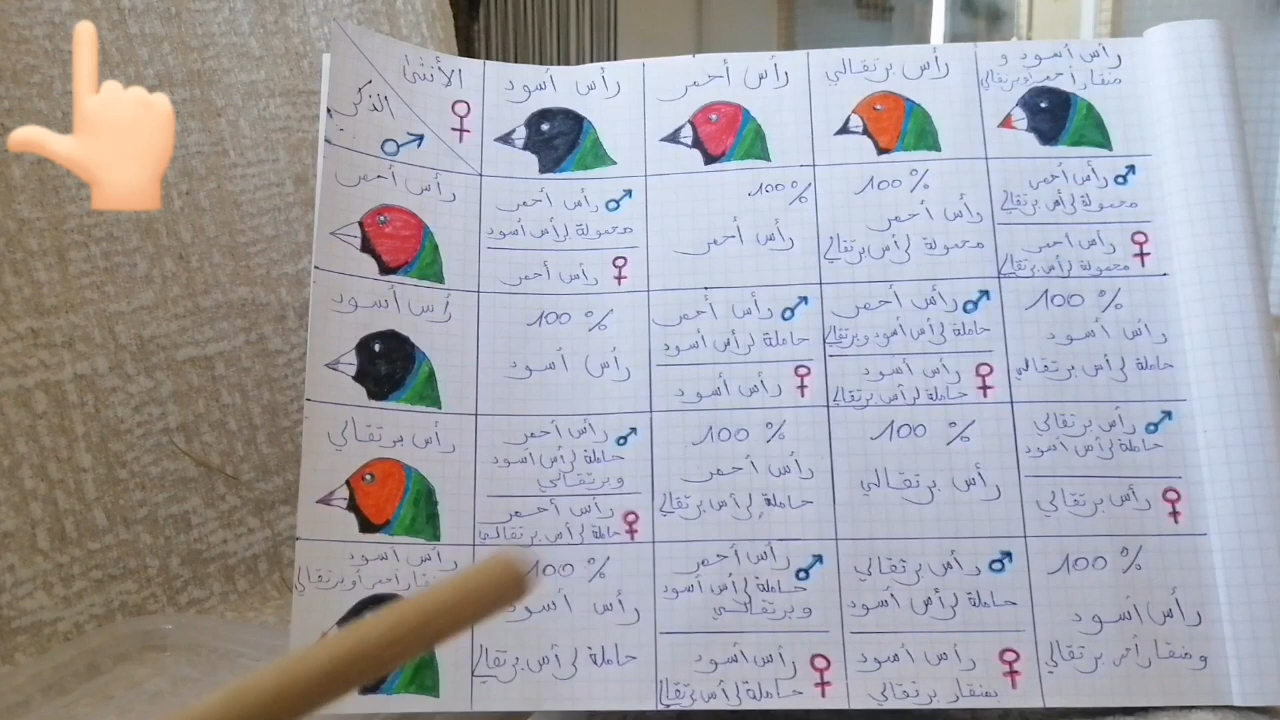 الأنثى
الذكر
رأس أسود
رأس أحمر
رأس برتقالي
رأس أسود و
منقار أحمر أو برتقالي
رأس أحمر
رأس أحمر
محمولة لرأس أسود
رأس أحمر
100 %
رأس أحمر
100 %
رأس أحمر
محمولة لرأس برتقالي
رأس أحمر
محمولة لرأس برتقالي
رأس أحمر
محمولة لرأس برتقالي
رأس أسود
100 %
رأس أسود
رأس أحمر
حاملة لرأس أسود
رأس أسود
رأس أحمر
حاملة لرأس أسود وبرتقالي
رأس أسود
حاملة لرأس برتقالي
100 %
رأس أسود
حاملة لرأس برتقالي
رأس برتقالي
رأس أحمر
حاملة لرأس أسود
وبرتقالي
رأس أحمر
حاملة لرأس برتقالي
100 %
رأس أحمر
حاملة لرأس برتقالي
100 %
رأس برتقالي
رأس برتقالي
حاملة لرأس أسود
رأس برتقالي
رأس أسود
منقار أحمر أو برتقالي
100 %
رأس أسود
حاملة لرأس برتقالي
رأس أحمر
حاملة لرأس أسود
وبرتقالي
رأس أسود
حاملة لرأس برتقالي
رأس برتقالي
حاملة لرأس أسود
رأس أسود
بمنقار برتقالي
100 %
رأس أسود
ومنقار أحمر برتقالي